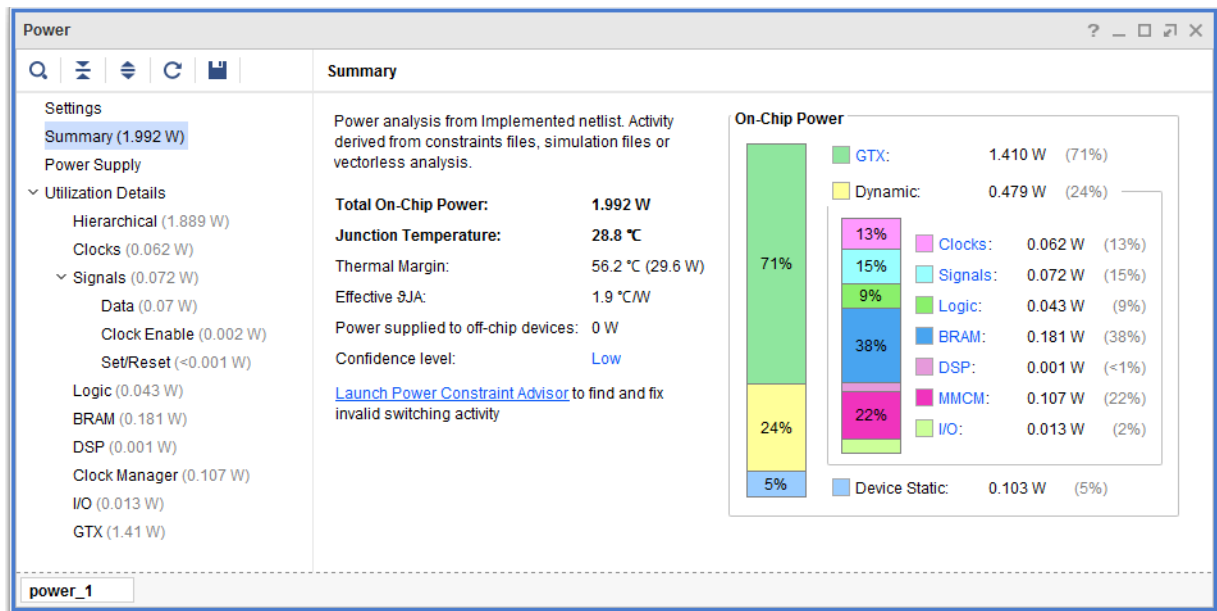 Power
Summary
Settings
Summary (1.992 W)
Power Supply
Utilization Details
Hierarchical (1.889 W)
Clocks (0.062 W)
Signals (0.072 W)
Data (0.07 W)
Clock Enable (0.002 W)
Set/Reset (<0.001 W)
Logic (0.043 W)
BRAM (0.181 W)
DSP (0.001 W)
Clock Manager (0.107 W)
I/O (0.013 W)
GTX (1.41 W)
Power analysis from Implemented netlist. Activity
derived from constraints files, simulation files or
vectorless analysis.
Total On-Chip Power: 1.992 W
Junction Temperature: 28.8 °C
Thermal Margin: 56.2 °C (29.6 W)
Effective ϑJA: 1.9 °C/W
Power supplied to off-chip devices: 0 W
Confidence level: Low
Launch Power Constraint Advisor to find and fix
invalid switching activity
On-Chip Power
71%
24%
5%
GTX: 1.410 W (71%)
Dynamic: 0.479 W (24%)
13%
15%
9%
38%
22%
Clocks: 0.062 W (13%)
Signals: 0.072 W (15%)
Logic: 0.043 W (9%)
BRAM: 0.181 W (38%)
DSP: 0.001 W (<1%)
MMCM: 0.107 W (22%)
I/O: 0.013 W (2%)
Device Static: 0.103 W (5%)
power_1